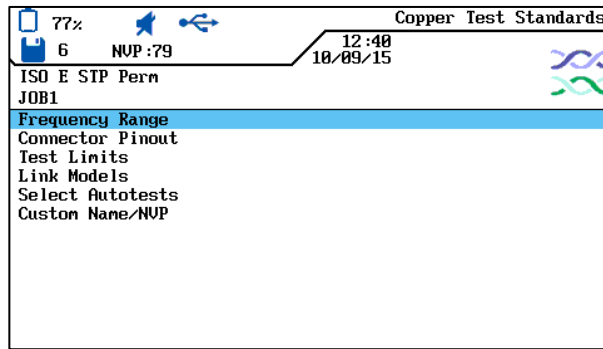 77%
Copper Test Standards
6 NVP:79
12:40
10/09/15
ISO E STP Perm
JOB1
Frequency Range
Connector Pinout
Test Limits
Link Models
Select Autotests
Custom Name/NVP